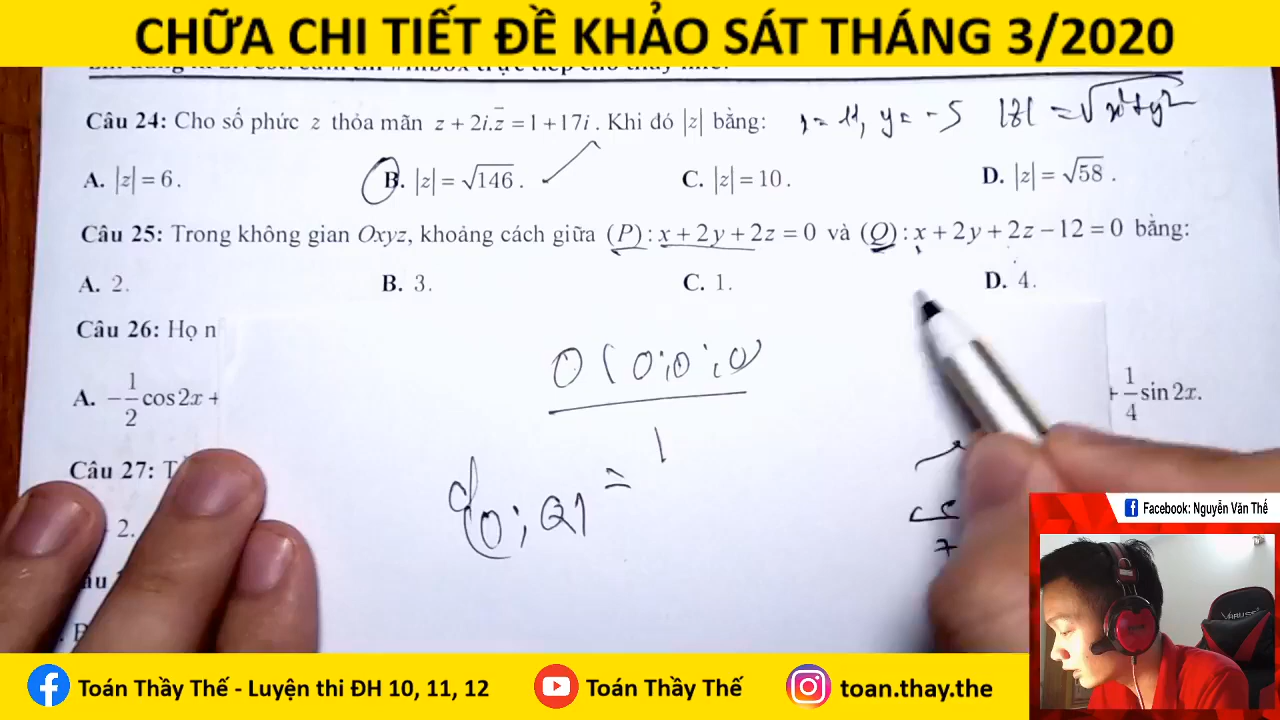 CHỮA CHI TIẾT ĐỀ KHẢO SÁT THÁNG 3/2020
Câu 24: Cho số phức z thỏa mãn z + 2i.z̅ = 1 + 17i. Khi đó |z| bằng: x = 11, y = -5 |z| = √x²+y²
A. |z| = 6. B. |z| = √146. C. |z| = 10. D. |z| = √58.
Câu 25: Trong không gian Oxyz, khoảng cách giữa (P): x + 2y + 2z = 0 và (Q): x + 2y + 2z − 12 = 0 bằng:
A. 2. B. 3. C. 1. D. 4.
Câu 26: Họ n
O(0;0;0)
A. −1/2 cos2x + + 1/4 sin 2x.
Câu 27: T
d(O;Q) =
2.
Facebook: Nguyễn Văn Thế
Toán Thầy Thế - Luyện thi ĐH 10, 11, 12 Toán Thầy Thế toan.thay.the